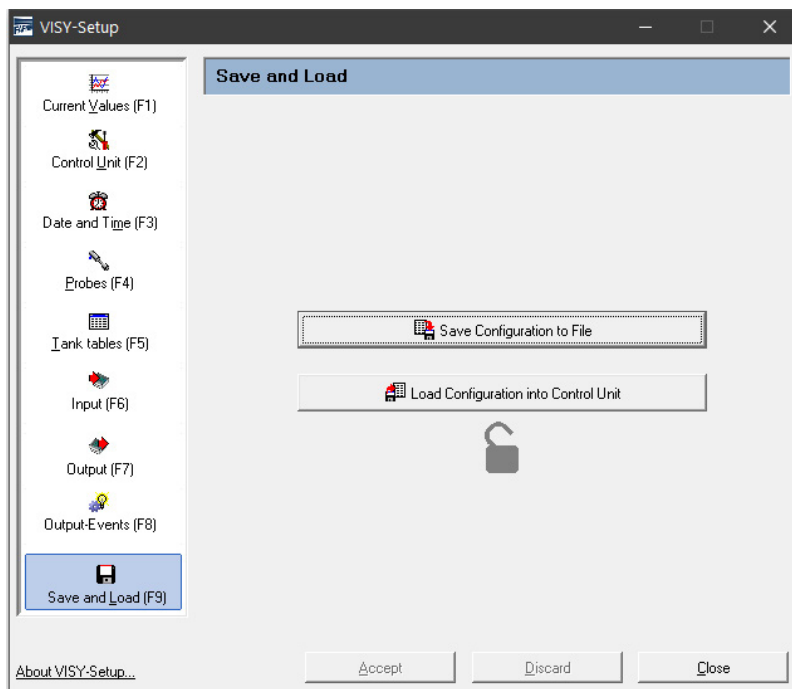 VISY-Setup
Current Values (F1)
Control Unit (F2)
Date and Time (F3)
Probes (F4)
Tank tables (F5)
Input (F6)
Output (F7)
Output-Events (F8)
Save and Load (F9)
Save and Load
Save Configuration to File
Load Configuration into Control Unit
About VISY-Setup...
Accept
Discard
Close